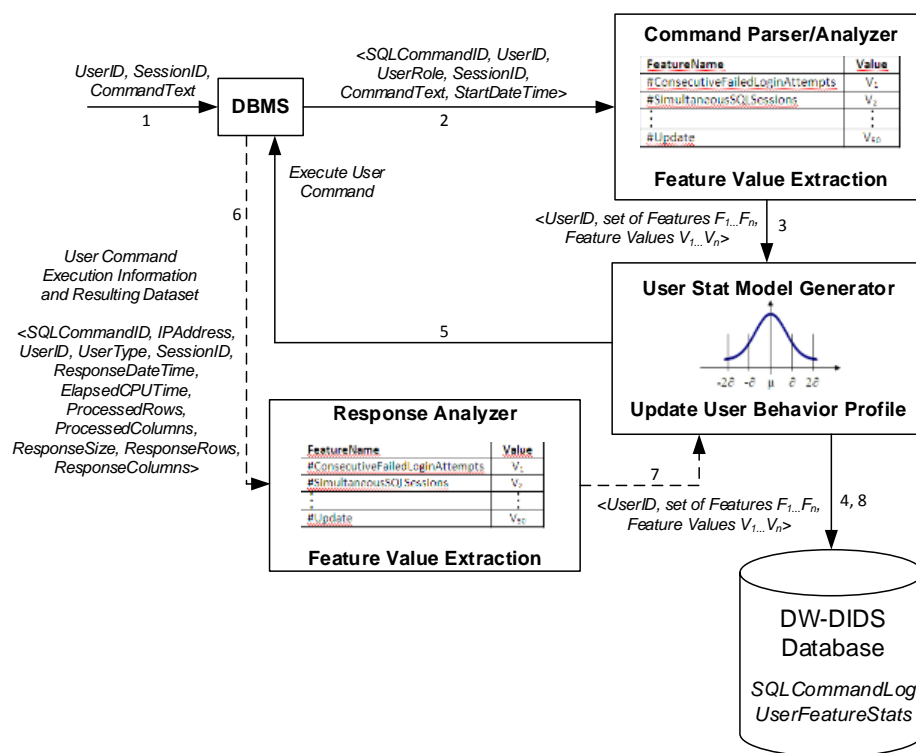 UserID, SessionID,
CommandText
1
DBMS
<SQLCommandID, UserID,
UserRole, SessionID,
CommandText, StartDateTime>
2
Command Parser/Analyzer
FeatureName Value
#ConsecutiveFailedLoginAttempts V1
#SimultaneousSQLSessions V2
⋮ ⋮
#Update V60
Feature Value Extraction
Execute User
Command
<UserID, set of Features F1...Fn,
Feature Values V1...Vn>
3
6
User Command
Execution Information
and Resulting Dataset
<SQLCommandID, IPAddress,
UserID, UserType, SessionID,
ResponseDateTime,
ElapsedCPUTime,
ProcessedRows,
ProcessedColumns,
ResponseSize, ResponseRows,
ResponseColumns>
5
User Stat Model Generator
-2∂ -∂ μ ∂ 2∂
Update User Behavior Profile
Response Analyzer
FeatureName Value
#ConsecutiveFailedLoginAttempts V1
#SimultaneousSQLSessions V2
⋮ ⋮
#Update V60
Feature Value Extraction
7
<UserID, set of Features F1...Fn,
Feature Values V1...Vn>
4, 8
DW-DIDS
Database
SQLCommandLog
UserFeatureStats